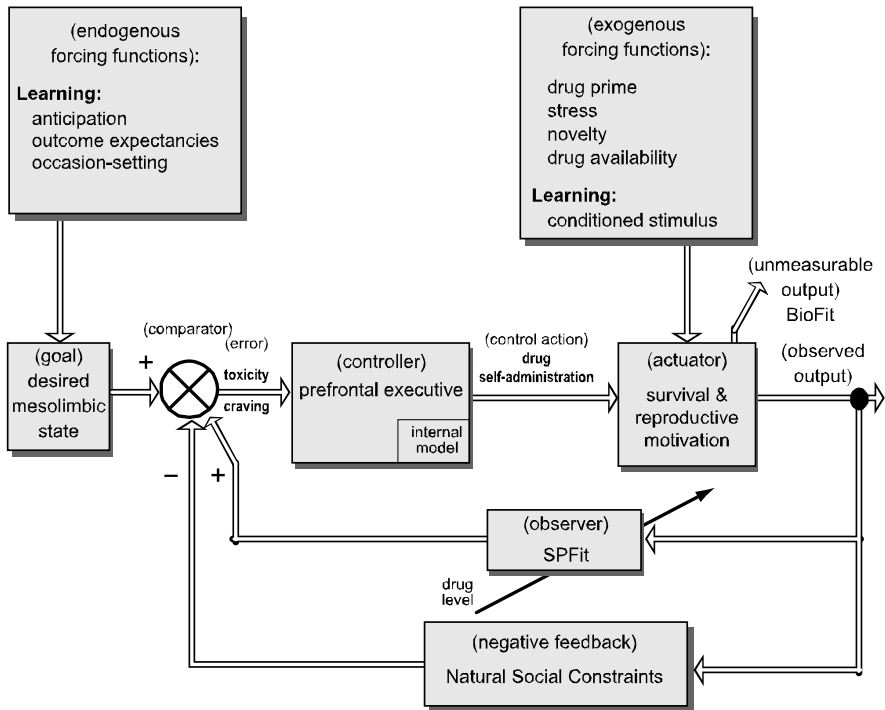 (endogenous
forcing functions):
Learning:
anticipation
outcome expectancies
occasion-setting
(exogenous
forcing functions):
drug prime
stress
novelty
drug availability
Learning:
conditioned stimulus
(unmeasurable
output)
BioFit
(observed
output)
(goal)
desired
mesolimbic
state
+
(comparator)
(error)
toxicity
craving
(controller)
prefrontal executive
internal
model
(control action)
drug
self-administration
(actuator)
survival &
reproductive
motivation
−
+
(observer)
SPFit
drug
level
(negative feedback)
Natural Social Constraints